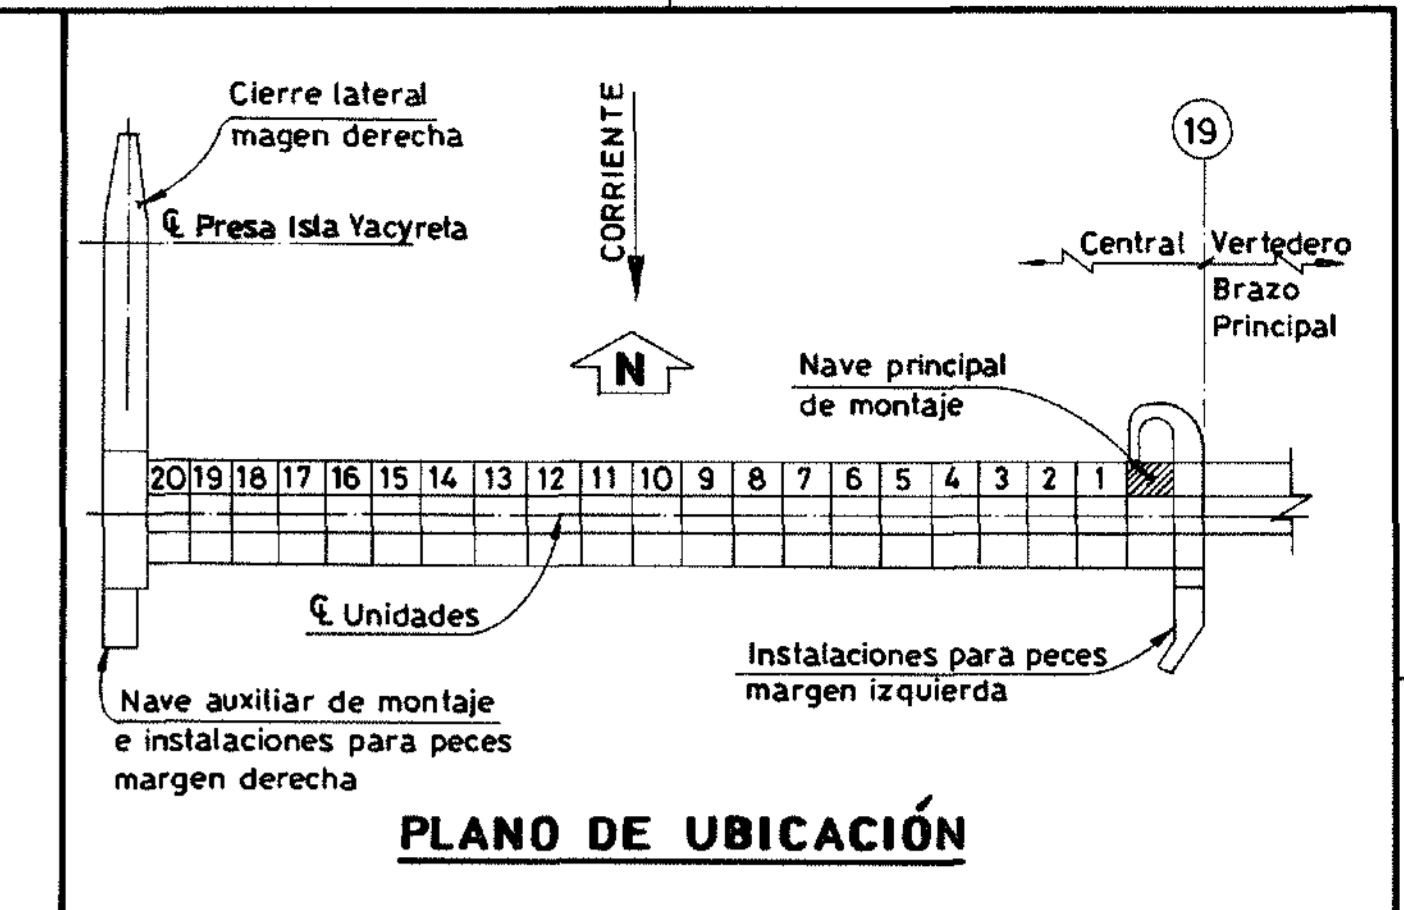 Cierre lateral
magen derecha
℄ Presa Isla Yacyreta
CORRIENTE
N
19
Central Vertedero
Brazo
Principal
Nave principal
de montaje
20 19 18 17 16 15 14 13 12 11 10 9 8 7 6 5 4 3 2 1
℄ Unidades
Instalaciones para peces
margen izquierda
Nave auxiliar de montaje
e instalaciones para peces
margen derecha
PLANO DE UBICACIÓN